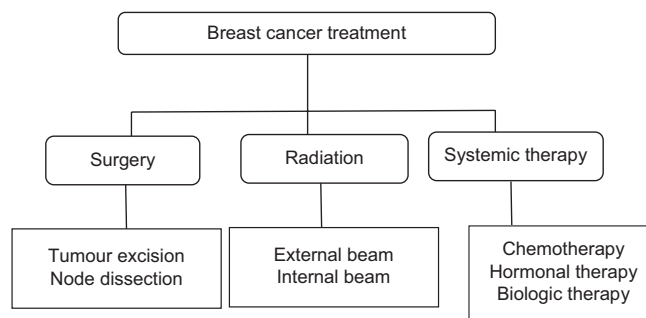 Breast cancer treatment
Surgery
Radiation
Systemic therapy
Tumour excision
Node dissection
External beam
Internal beam
Chemotherapy
Hormonal therapy
Biologic therapy